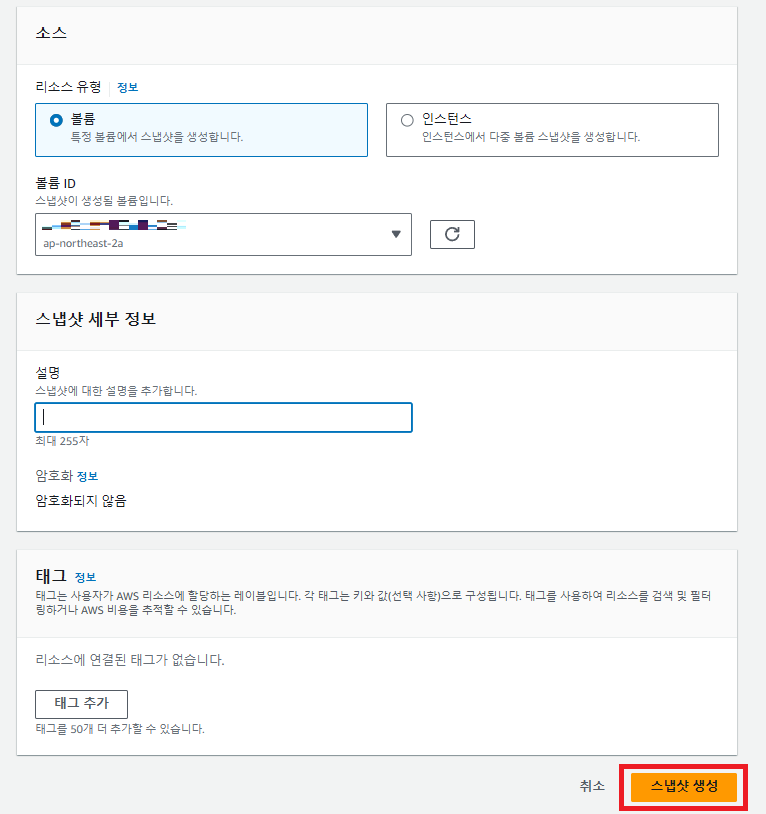 소스
리소스 유형 정보
볼륨
특정 볼륨에서 스냅샷을 생성합니다.
인스턴스
인스턴스에서 다중 볼륨 스냅샷을 생성합니다.
볼륨 ID
스냅샷이 생성될 볼륨입니다.
ap-northeast-2a
스냅샷 세부 정보
설명
스냅샷에 대한 설명을 추가합니다.
최대 255자
암호화 정보
암호화되지 않음
태그 정보
태그는 사용자가 AWS 리소스에 할당하는 레이블입니다. 각 태그는 키와 값(선택 사항)으로 구성됩니다. 태그를 사용하여 리소스를 검색 및 필터
링하거나 AWS 비용을 추적할 수 있습니다.
리소스에 연결된 태그가 없습니다.
태그 추가
태그를 50개 더 추가할 수 있습니다.
취소 스냅샷 생성